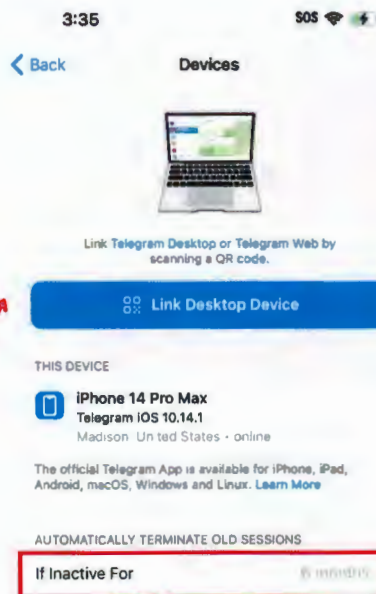 3:35 SOS
Back Devices
Link Telegram Desktop or Telegram Web by
scanning a QR code.
Link Desktop Device
THIS DEVICE
iPhone 14 Pro Max
Telegram iOS 10.14.1
Madison United States • online
The official Telegram App is available for iPhone, iPad,
Android, macOS, Windows and Linux. Learn More
AUTOMATICALLY TERMINATE OLD SESSIONS
If Inactive For 6 months